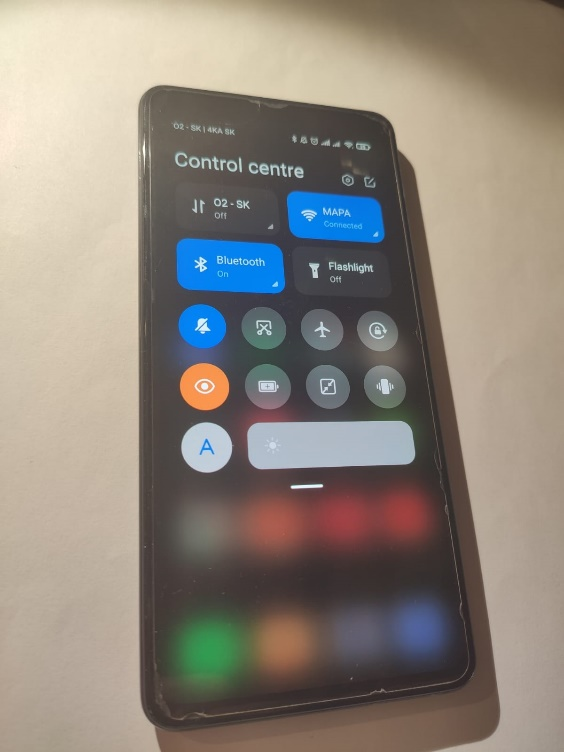 O2 - SK | 4KA SK
Control centre
O2 - SK
Off
MAPA
Connected
Bluetooth
On
Flashlight
Off
A